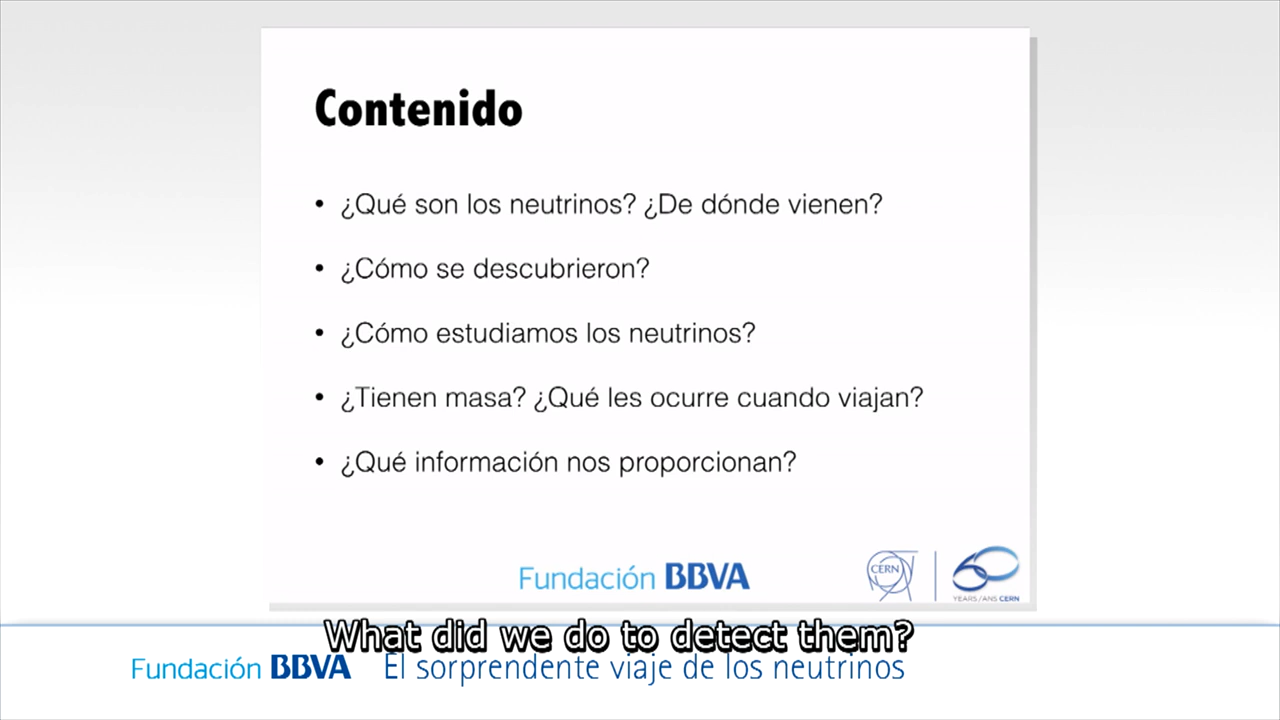 Contenido
• ¿Qué son los neutrinos? ¿De dónde vienen?
• ¿Cómo se descubrieron?
• ¿Cómo estudiamos los neutrinos?
• ¿Tienen masa? ¿Qué les ocurre cuando viajan?
• ¿Qué información nos proporcionan?
Fundación BBVA
CERN
60
YEARS/ANS CERN
What did we do to detect them?
Fundación BBVA El sorprendente viaje de los neutrinos